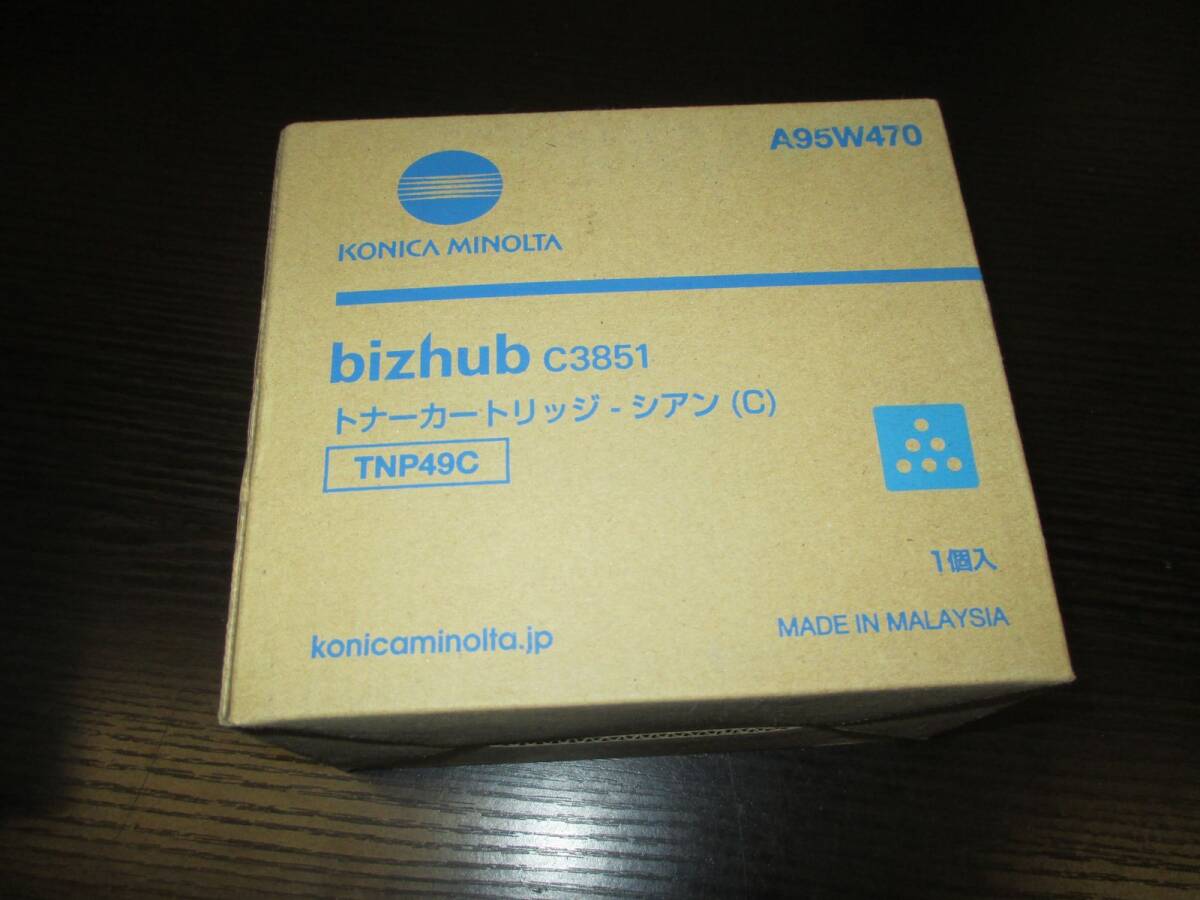 A95W470
KONICA MINOLTA
bizhub C3851
トナーカートリッジ - シアン (C)
TNP49C
1個入
konicaminolta.jp
MADE IN MALAYSIA